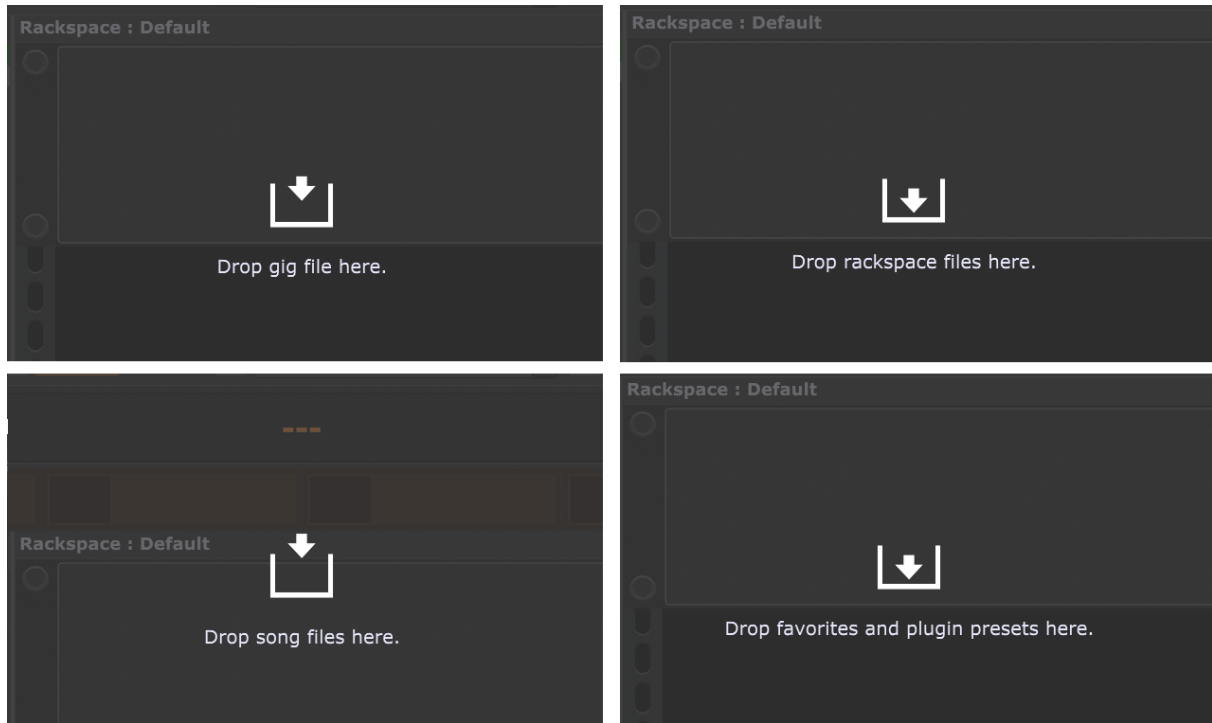 Rackspace : Default
Drop gig file here.
Rackspace : Default
Drop rackspace files here.
---
Rackspace : Default
Drop song files here.
Rackspace : Default
Drop favorites and plugin presets here.